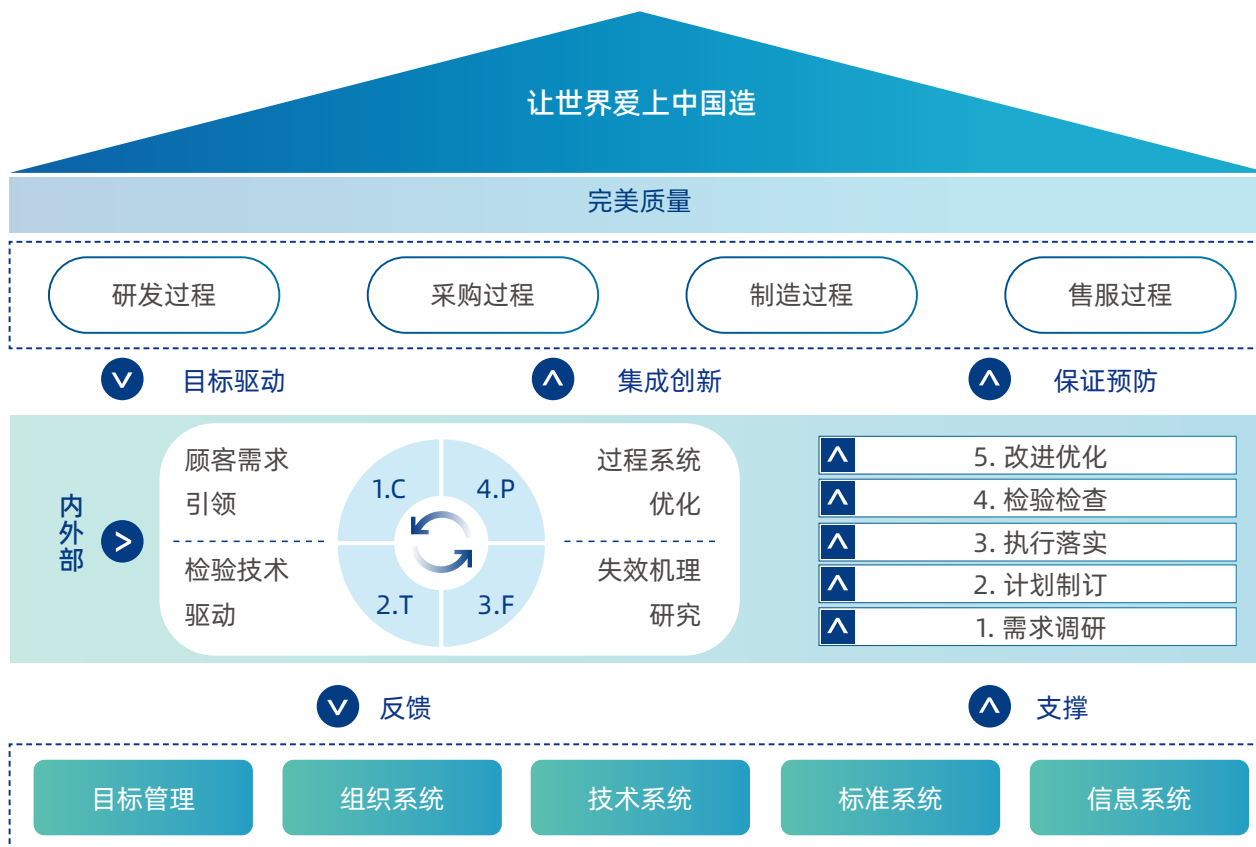 让世界爱上中国造
完美质量
研发过程
采购过程
制造过程
售服过程
目标驱动
集成创新
保证预防
内外部
顾客需求
引领
检验技术
驱动
1.C
4.P
2.T
3.F
过程系统
优化
失效机理
研究
5. 改进优化
4. 检验检查
3. 执行落实
2. 计划制订
1. 需求调研
反馈
支撑
目标管理
组织系统
技术系统
标准系统
信息系统